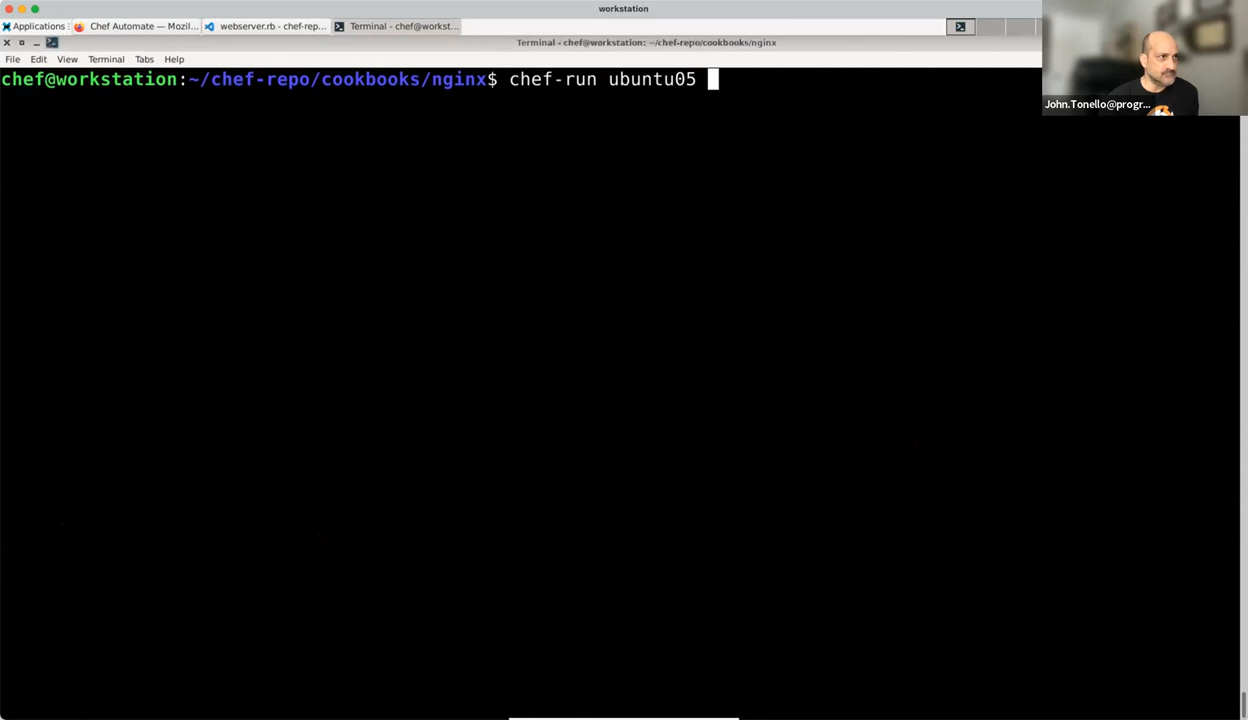 workstation
Applications
Chef Automate — Mozil...
webserver.rb - chef-rep...
Terminal - chef@workst...
Terminal - chef@workstation: ~/chef-repo/cookbooks/nginx
File Edit View Terminal Tabs Help
chef@workstation:~/chef-repo/cookbooks/nginx$ chef-run ubuntu05
John.Tonello@progr...